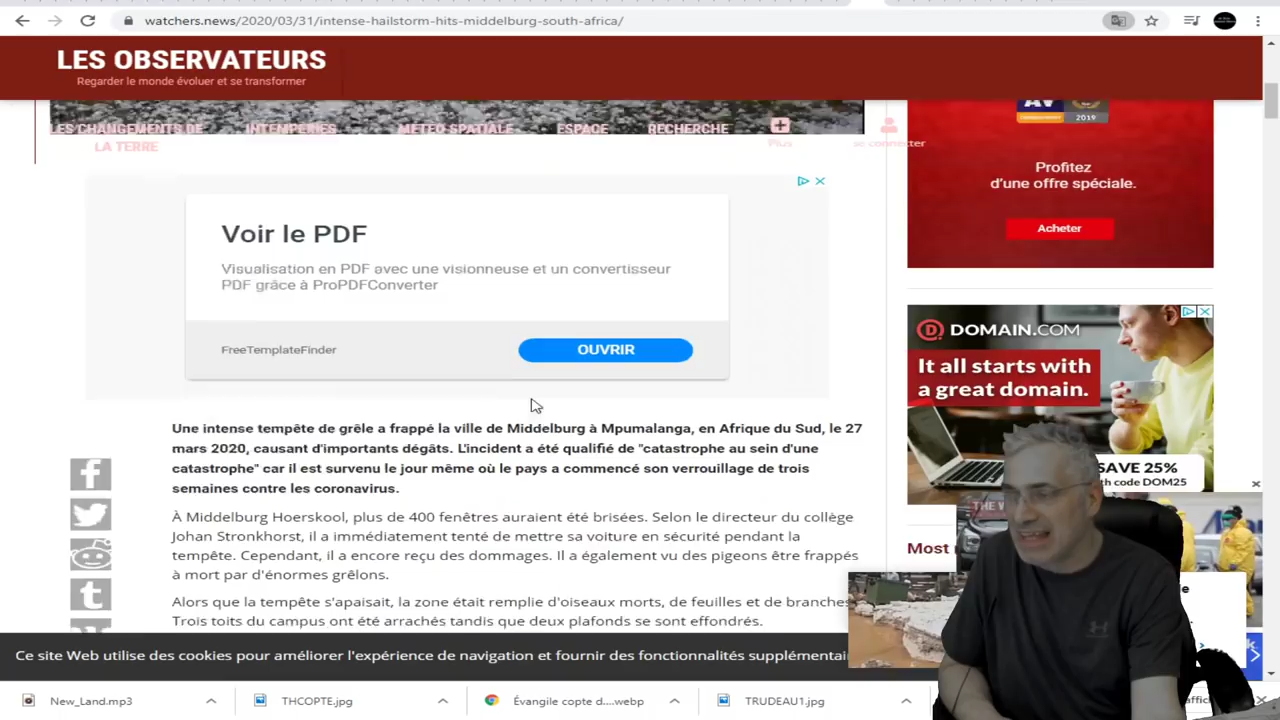 watchers.news/2020/03/31/intense-hailstorm-hits-middelburg-south-africa/
LES OBSERVATEURS
Regarder le monde évoluer et se transformer
LES CHANGEMENTS DE LA TERRE
INTEMPÉRIES
MÉTÉO SPATIALE
ESPACE
RECHERCHE
Plus
se connecter
Voir le PDF
Visualisation en PDF avec une visionneuse et un convertisseur
PDF grâce à ProPDFConverter
FreeTemplateFinder
OUVRIR
AV
2019
Profitez
d'une offre spéciale.
Acheter
DOMAIN.COM
It all starts with
a great domain.
SAVE 25%
th code DOM25
Une intense tempête de grêle a frappé la ville de Middelburg à Mpumalanga, en Afrique du Sud, le 27
mars 2020, causant d'importants dégâts. L'incident a été qualifié de "catastrophe au sein d'une
catastrophe" car il est survenu le jour même où le pays a commencé son verrouillage de trois
semaines contre les coronavirus.
À Middelburg Hoerskool, plus de 400 fenêtres auraient été brisées. Selon le directeur du collège
Johan Stronkhorst, il a immédiatement tenté de mettre sa voiture en sécurité pendant la
tempête. Cependant, il a encore reçu des dommages. Il a également vu des pigeons être frappés
à mort par d'énormes grêlons.
Alors que la tempête s'apaisait, la zone était remplie d'oiseaux morts, de feuilles et de branches
Trois toits du campus ont été arrachés tandis que deux plafonds se sont effondrés.
THE W
Most
Ce site Web utilise des cookies pour améliorer l'expérience de navigation et fournir des fonctionnalités supplémentai
New_Land.mp3
THCOPTE.jpg
Évangile copte d....webp
TRUDEAU1.jpg